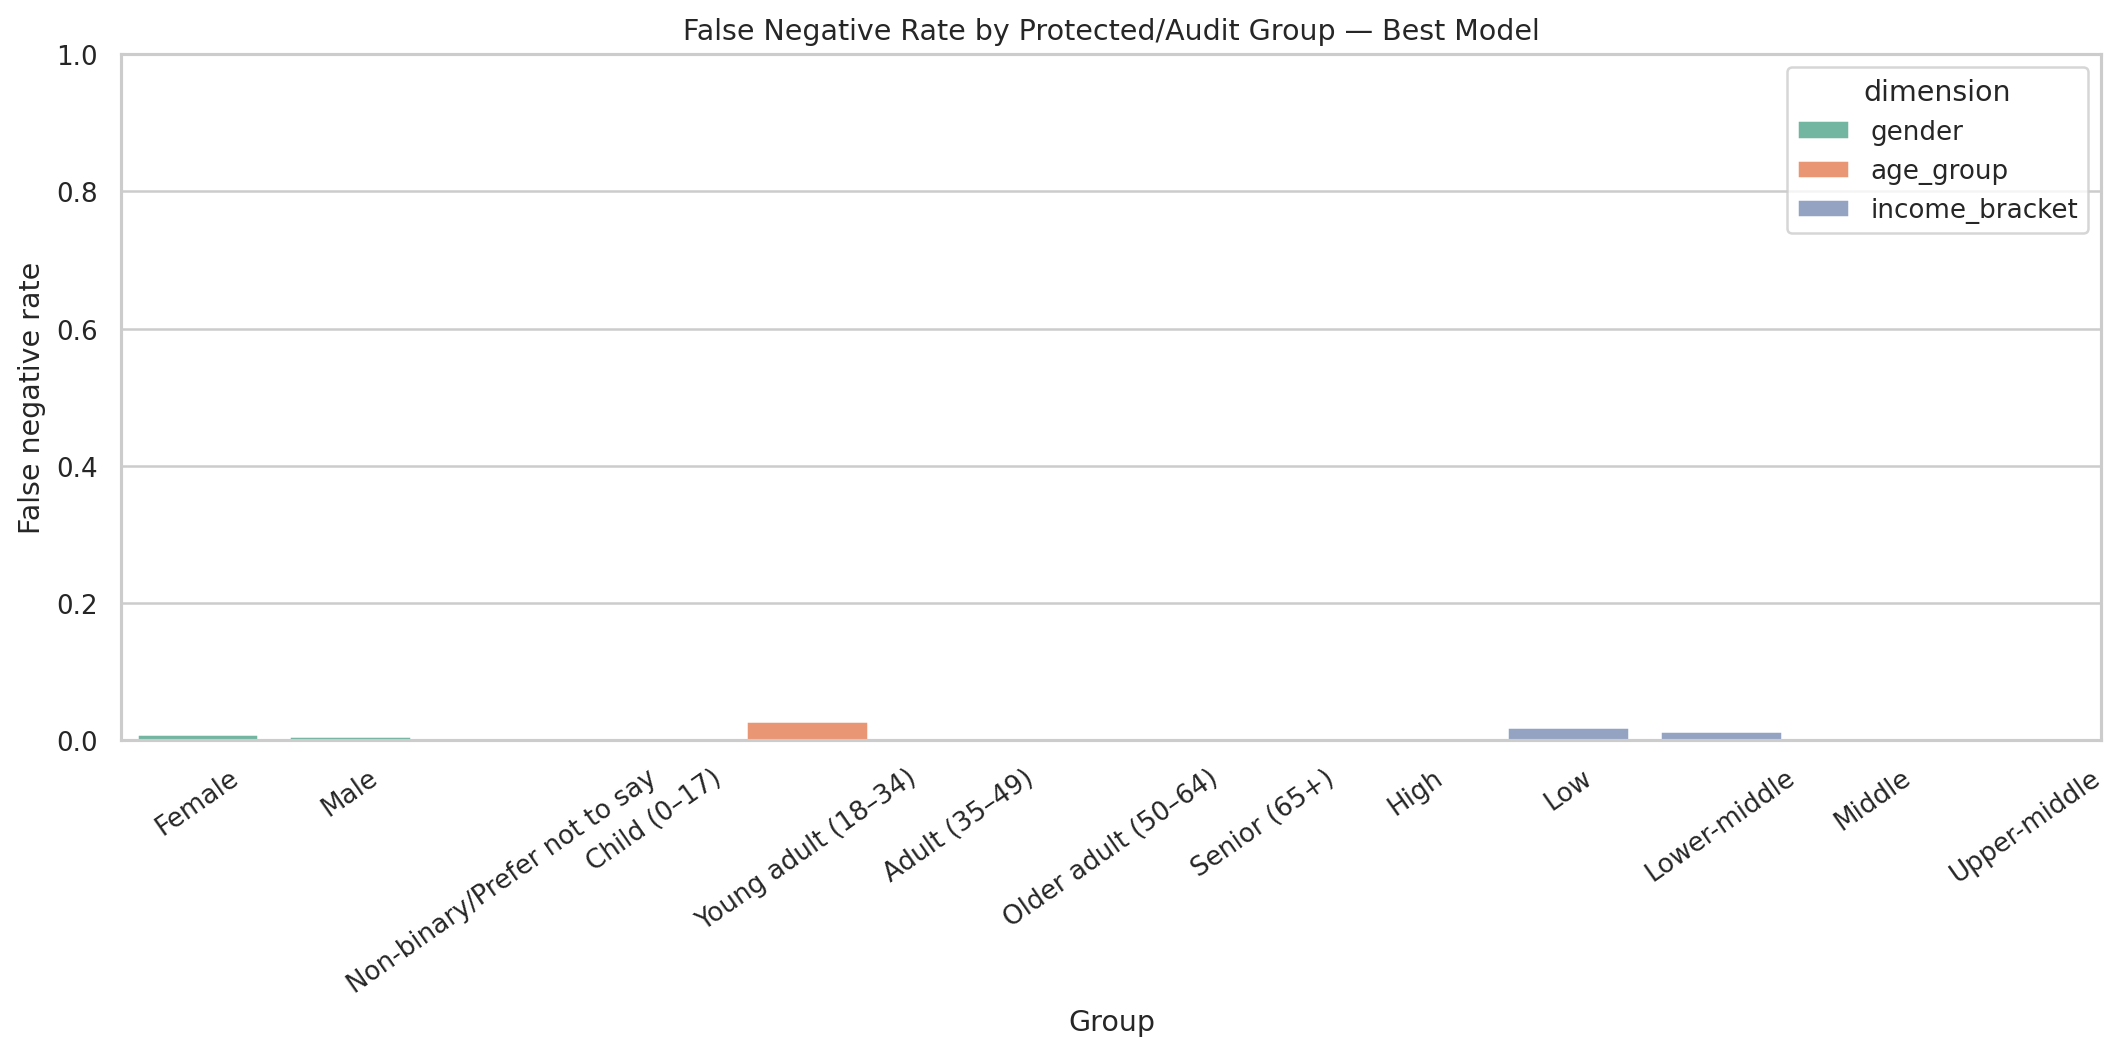 False Negative Rate by Protected/Audit Group — Best Model
1.0
0.8
0.6
0.4
0.2
0.0
False negative rate
dimension
gender
age_group
income_bracket
Female
Male
Non-binary/Prefer not to say
Child (0–17)
Young adult (18–34)
Adult (35–49)
Older adult (50–64)
Senior (65+)
High
Low
Lower-middle
Middle
Upper-middle
Group